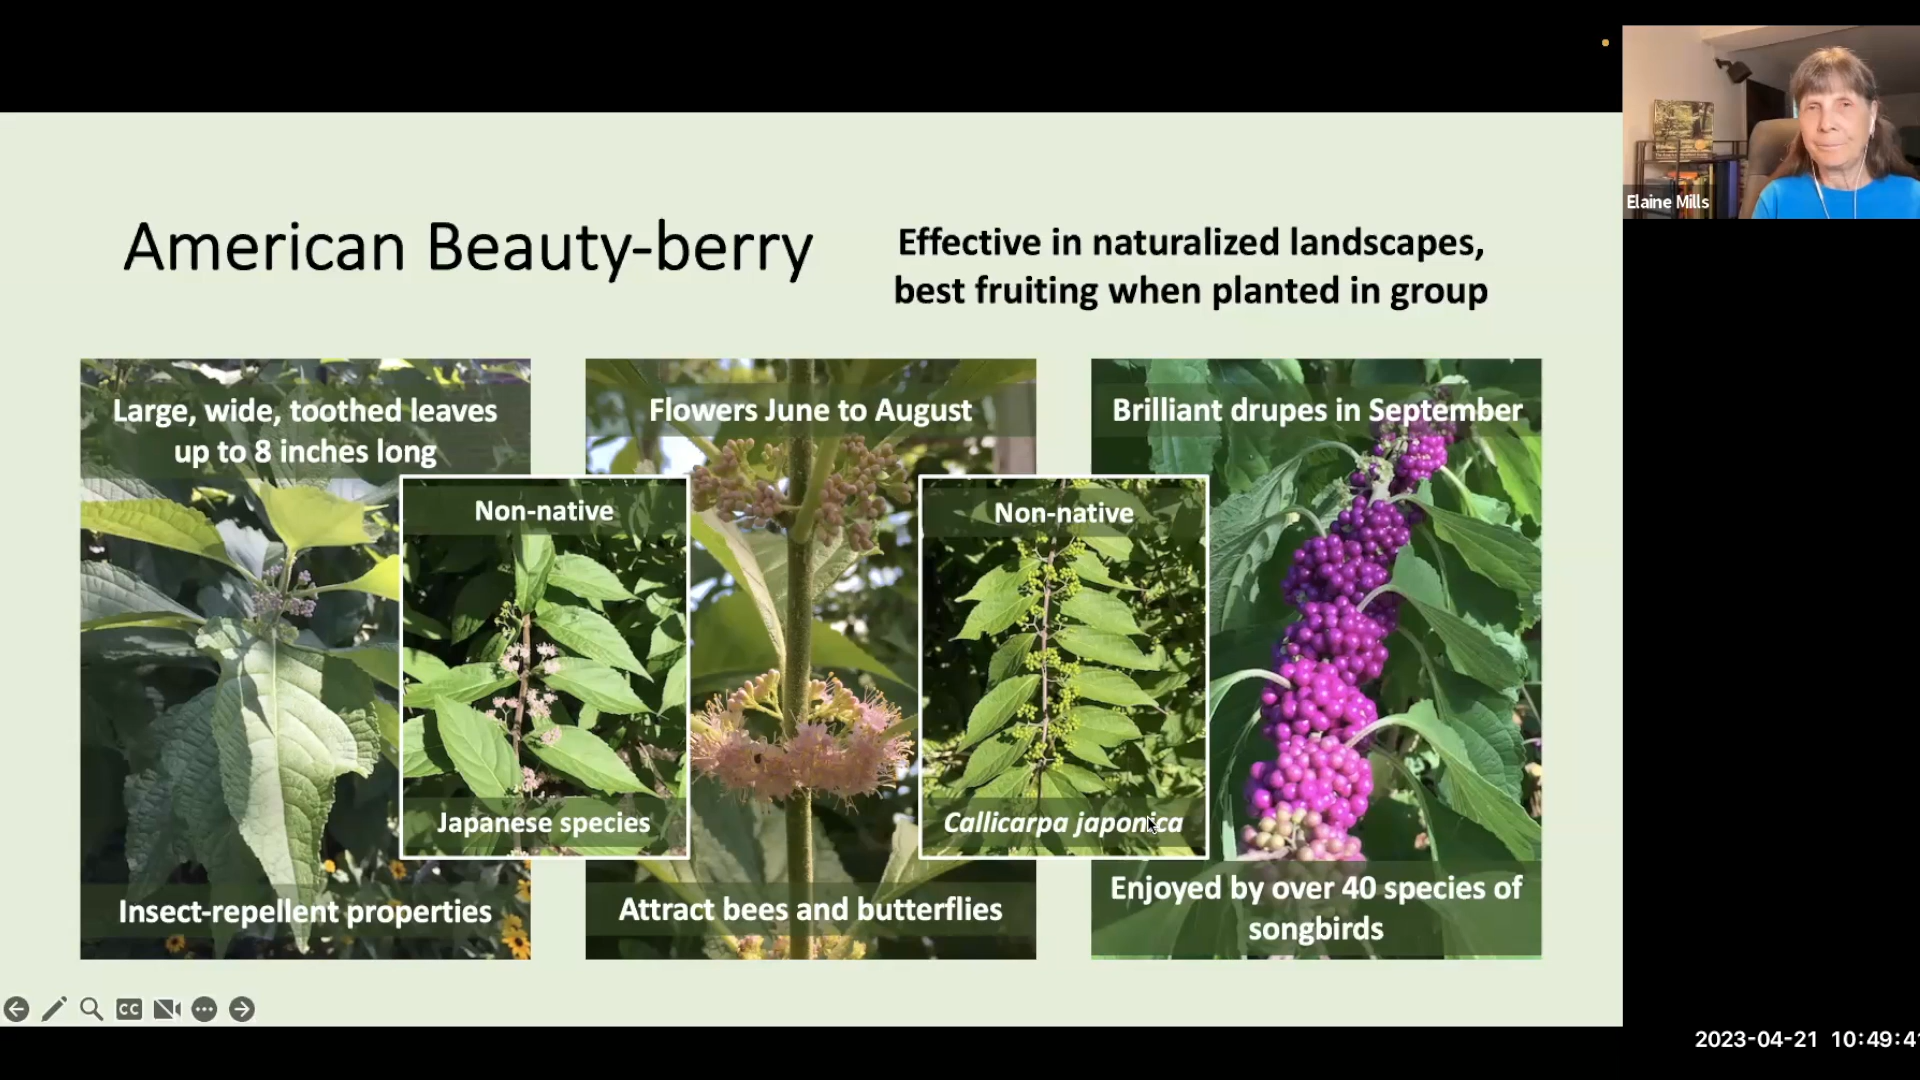 Elaine Mills
American Beauty-berry
Effective in naturalized landscapes,
best fruiting when planted in group
Large, wide, toothed leaves
up to 8 inches long
Insect-repellent properties
Non-native
Japanese species
Flowers June to August
Attract bees and butterflies
Non-native
Callicarpa japonica
Brilliant drupes in September
Enjoyed by over 40 species of
songbirds
CC
2023-04-21 10:49:41